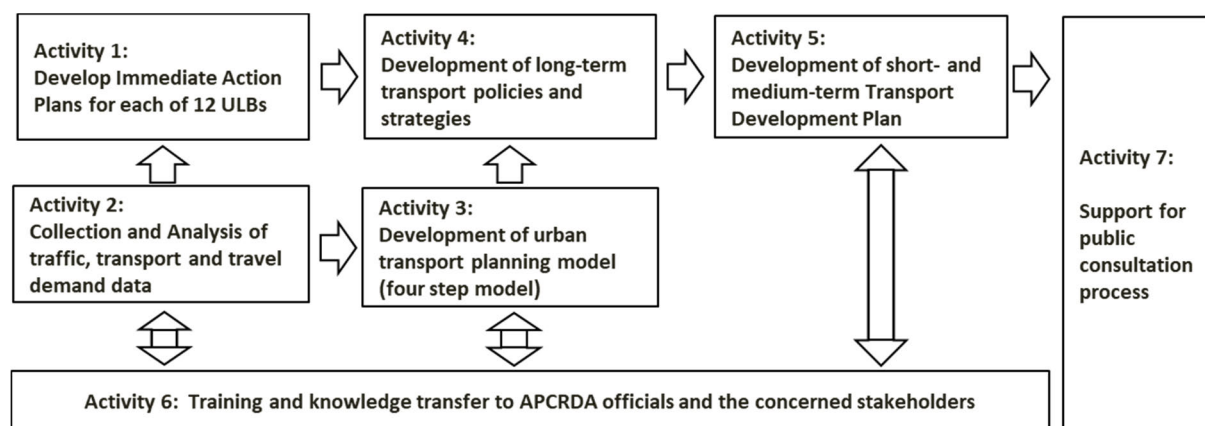 Activity 1:
Develop Immediate Action
Plans for each of 12 ULBs
Activity 4:
Development of long-term
transport policies and
strategies
Activity 5:
Development of short- and
medium-term Transport
Development Plan
Activity 2:
Collection and Analysis of
traffic, transport and travel
demand data
Activity 3:
Development of urban
transport planning model
(four step model)
Activity 7:
Support for
public
consultation
process
Activity 6: Training and knowledge transfer to APCRDA officials and the concerned stakeholders